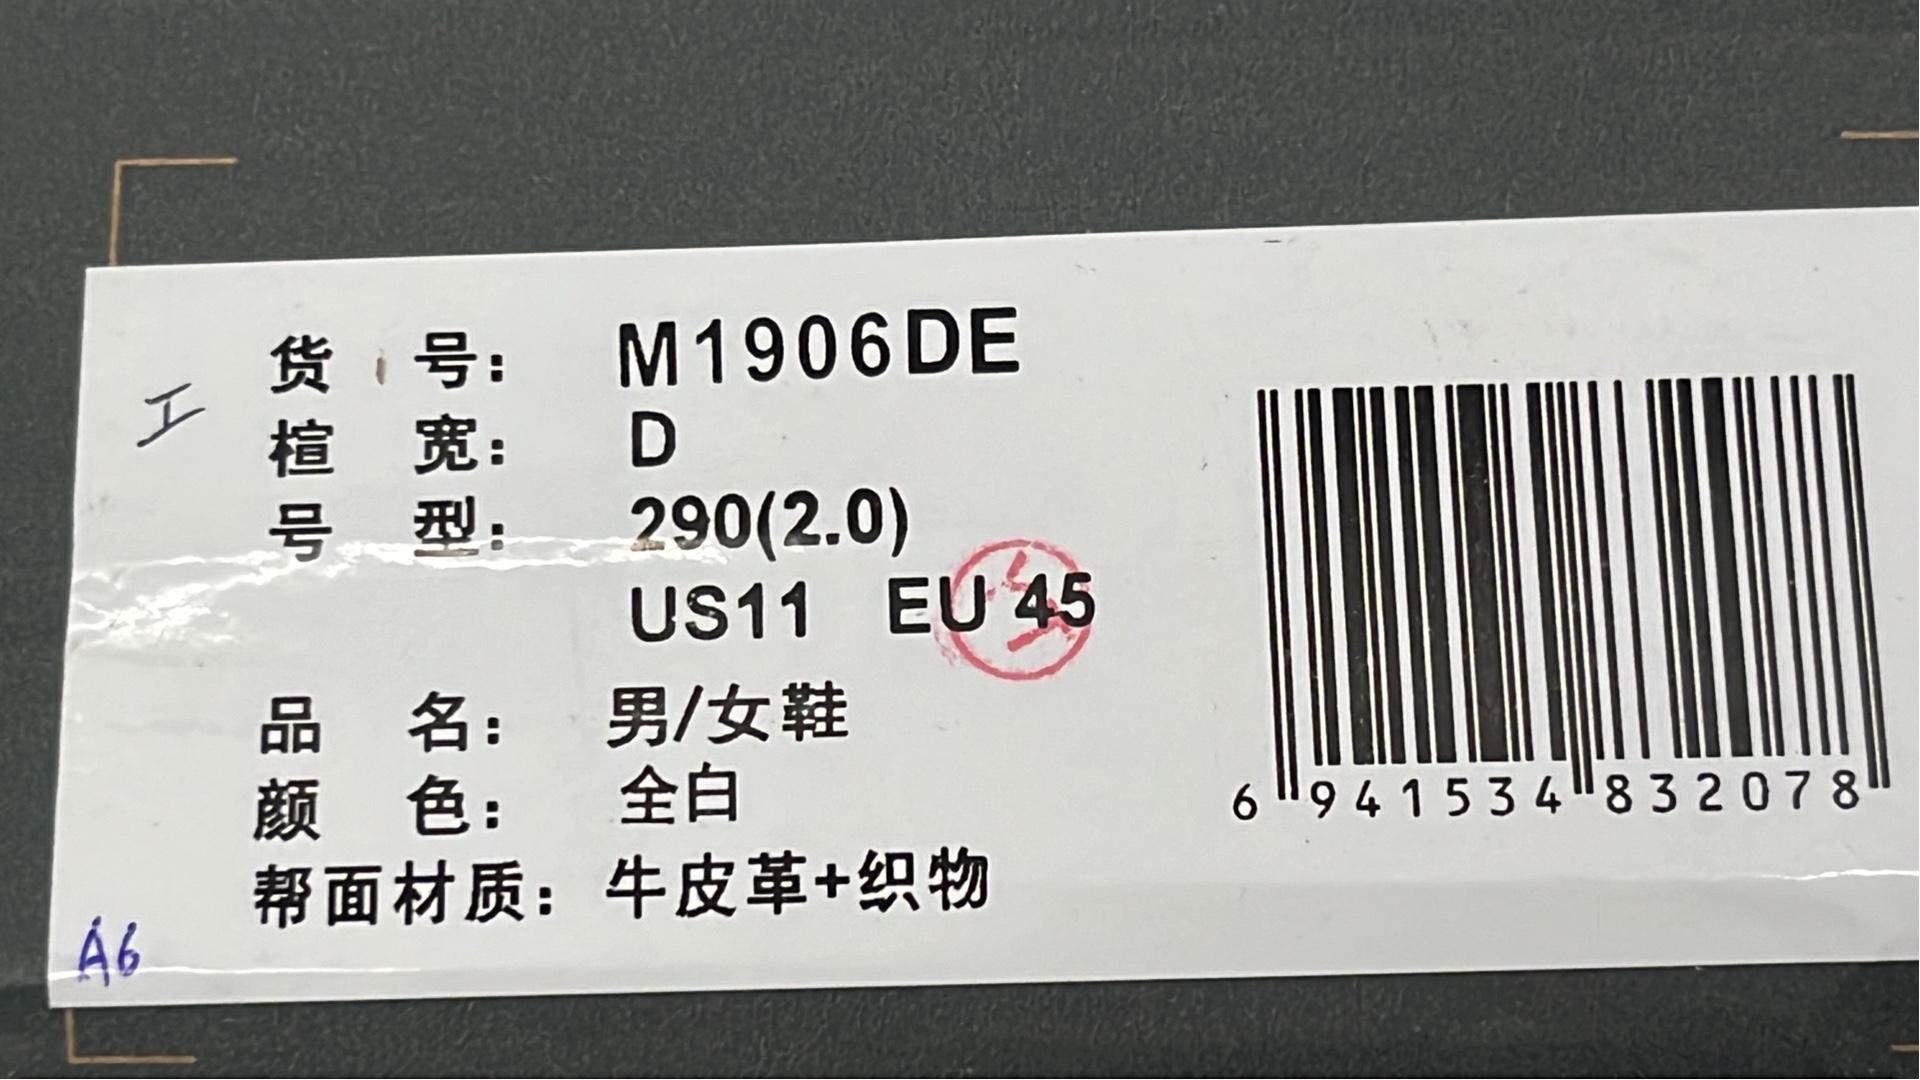 货 号： M1906DE
工
楦 宽： D
号 型： 290(2.0)
US11 EU 45
品 名： 男/女鞋
颜 色： 全白
帮面材质： 牛皮革+织物
A6
6 941534 832078